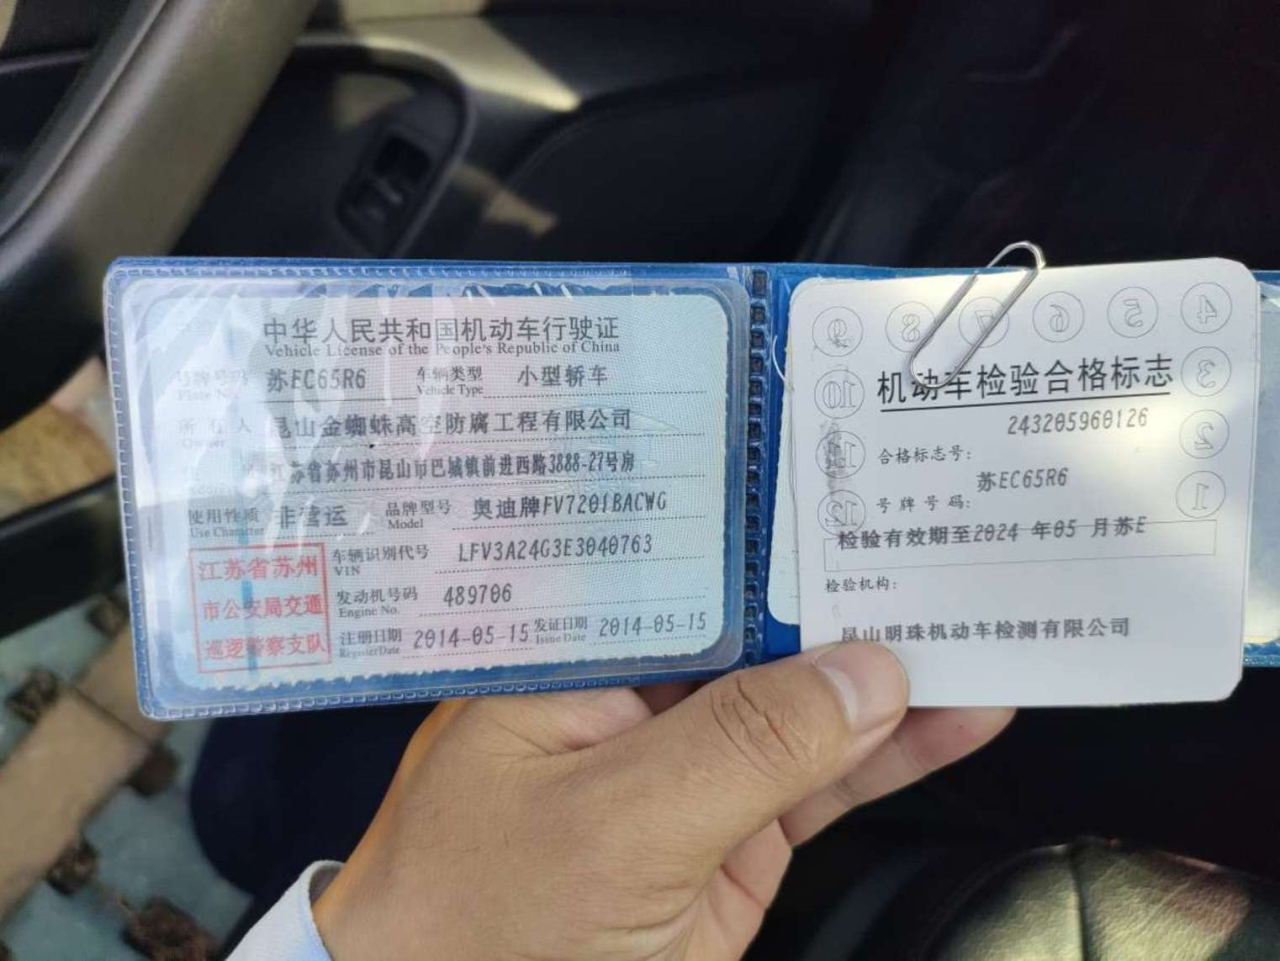 中华人民共和国机动车行驶证
Vehicle License of the People's Republic of China
号牌号码 苏EC65R6 车辆类型 小型轿车
Plate No. Vehicle Type
所有人 昆山金蜘蛛高空防腐工程有限公司
Owner
江苏省苏州市昆山市巴城镇前进西路3888-27号房
使用性质 非营运 品牌型号 奥迪牌FV7201BACWG
Use Character Model
江苏省苏州
市公安局交通
巡逻警察支队
车辆识别代号 LFV3A24G3E3040763
VIN
发动机号码 489706
Engine No.
注册日期 2014-05-15 发证日期 2014-05-15
Register Date Issue Date
9 8 7 6 5 4
10 3
11 2
12 1
机动车检验合格标志
243205960126
合格标志号:
苏EC65R6
号牌号码:
检验有效期至2024 年05 月苏E
检验机构:
昆山明珠机动车检测有限公司